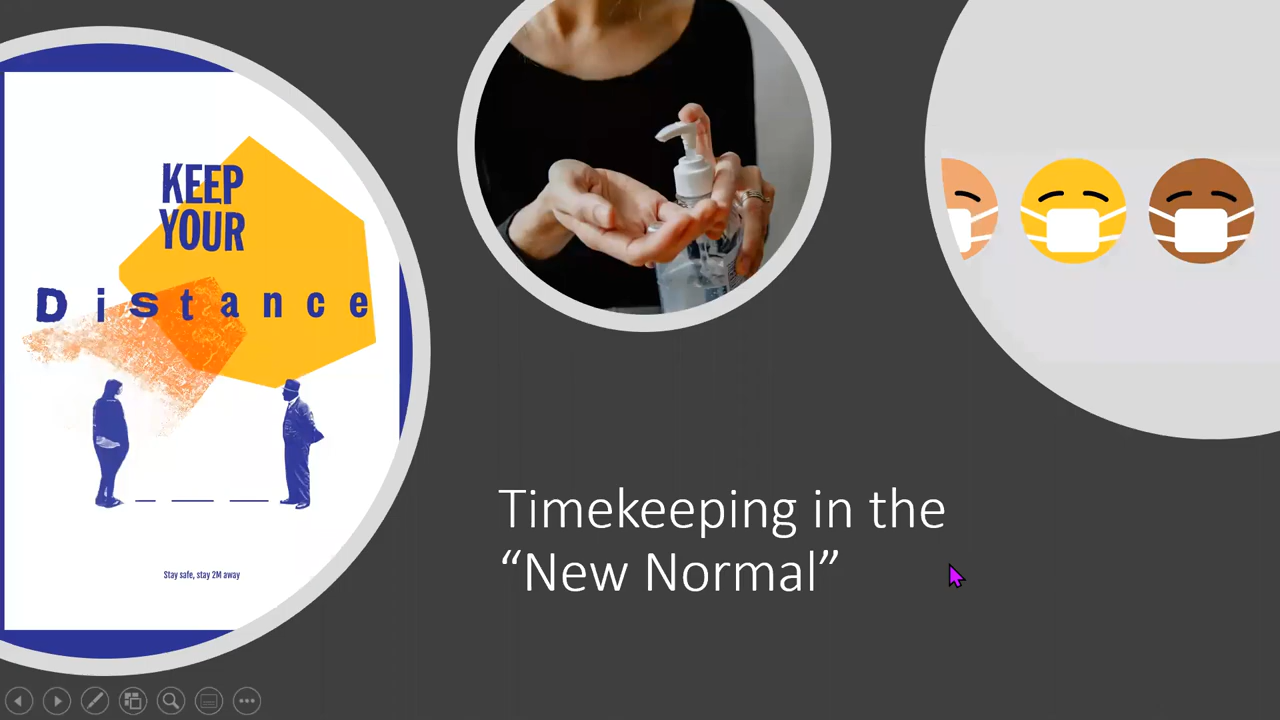 KEEP
YOUR
Distance
Stay safe, stay 2M away
Timekeeping in the
“New Normal”